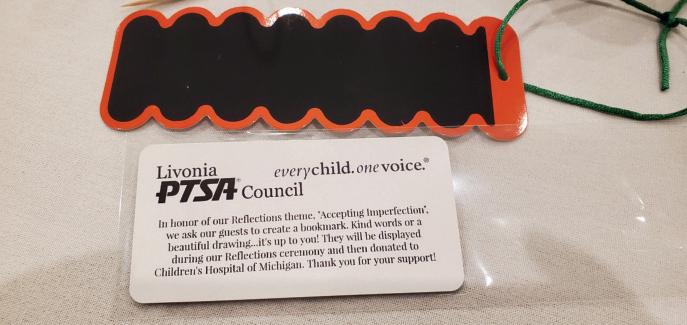 Livonia
everychild.onevoice.®
PTSA® Council
In honor of our Reflections theme, "Accepting Imperfection",
we ask our guests to create a bookmark. Kind words or a
beautiful drawing...it's up to you! They will be displayed
during our Reflections ceremony and then donated to
Children's Hospital of Michigan. Thank you for your support!